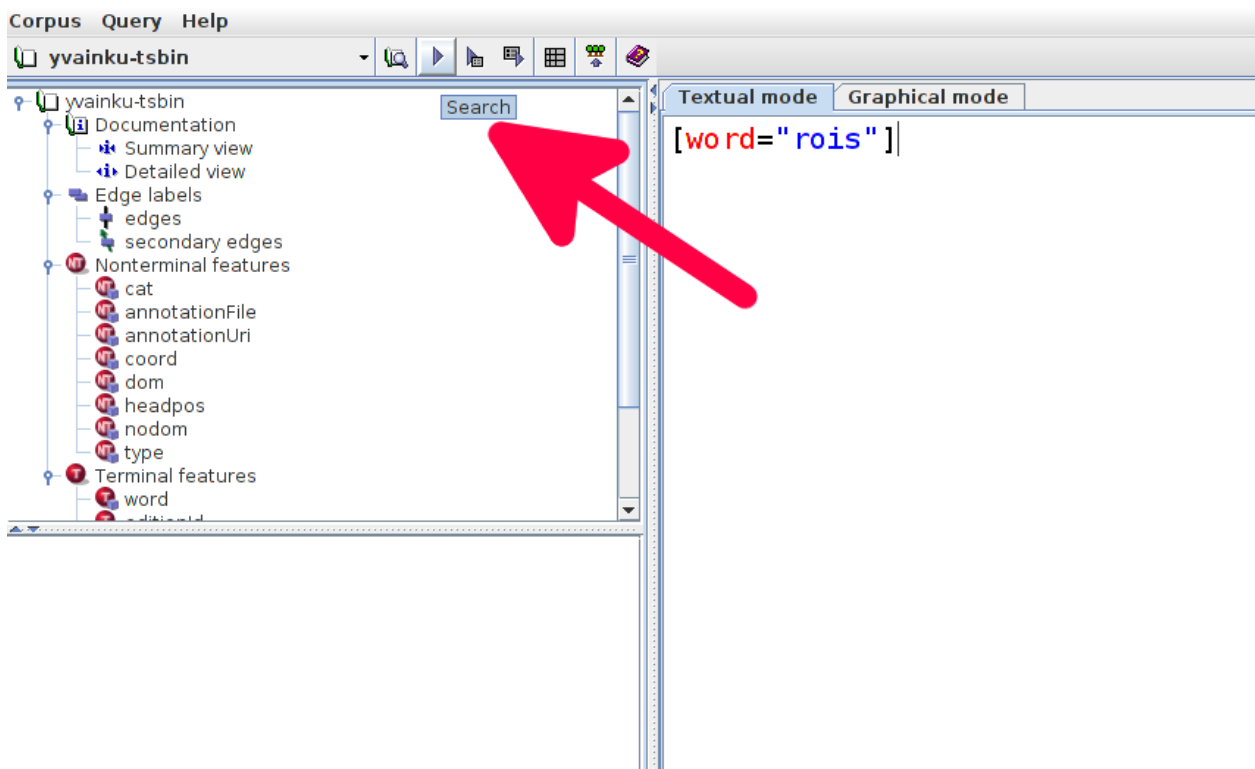 Corpus Query Help
yvainku-tsbin
yvainku-tsbin
Documentation
Summary view
Detailed view
Edge labels
edges
secondary edges
Nonterminal features
cat
annotationFile
annotationUri
coord
dom
headpos
nodom
type
Terminal features
word
Search
Textual mode Graphical mode
[word="rois"]